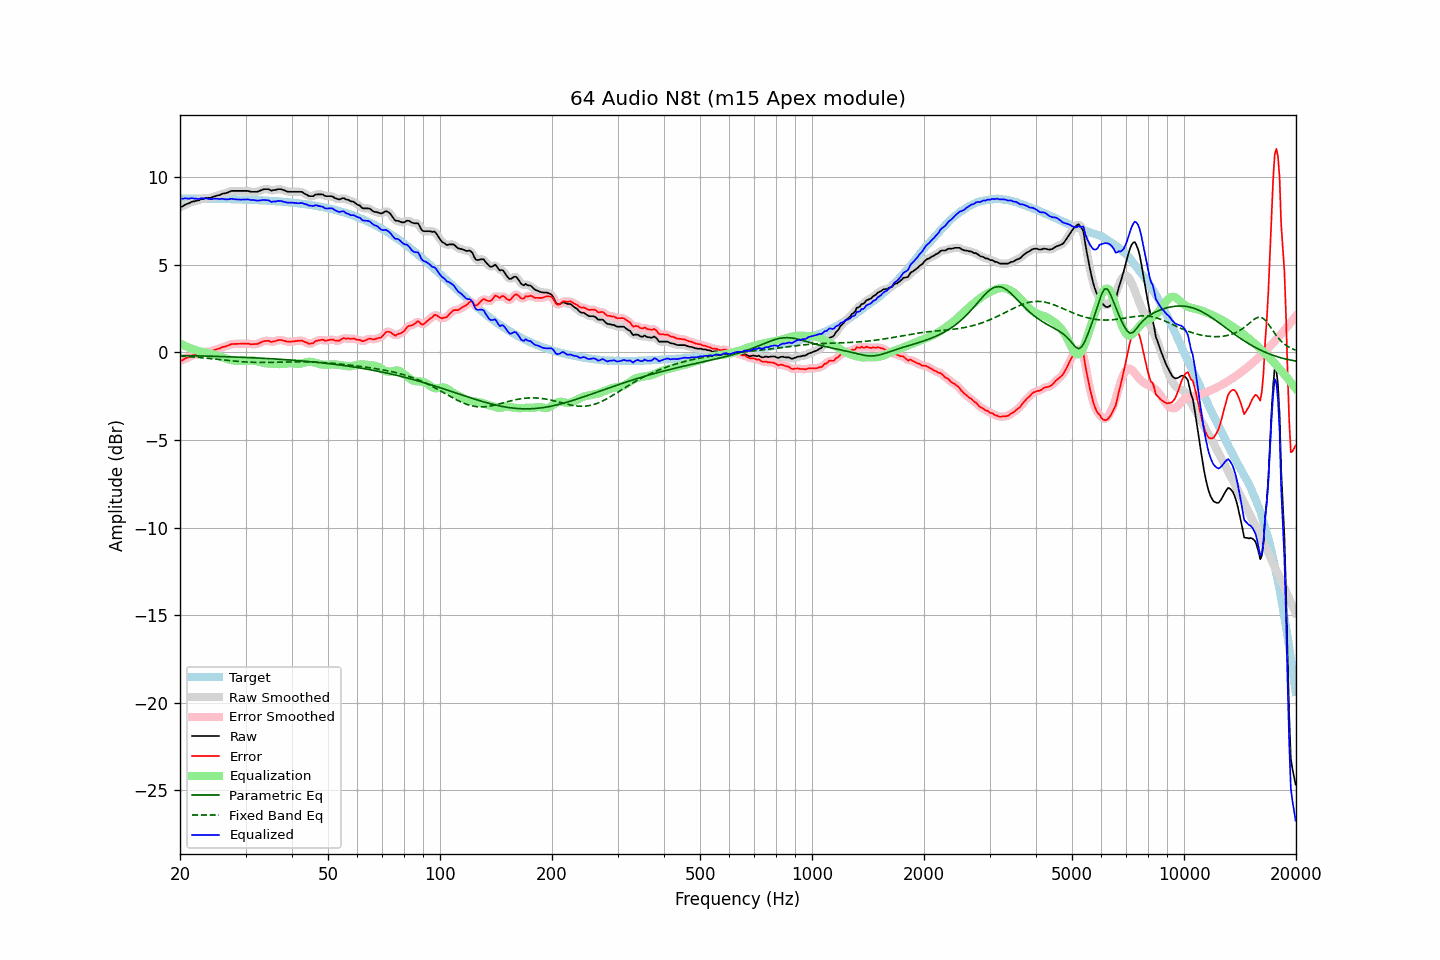 64 Audio N8t (m15 Apex module)
10
5
0
−5
−10
−15
−20
−25
Amplitude (dBr)
Target
Raw Smoothed
Error Smoothed
Raw
Error
Equalization
Parametric Eq
Fixed Band Eq
Equalized
20 50 100 200 500 1000 2000 5000 10000 20000
Frequency (Hz)